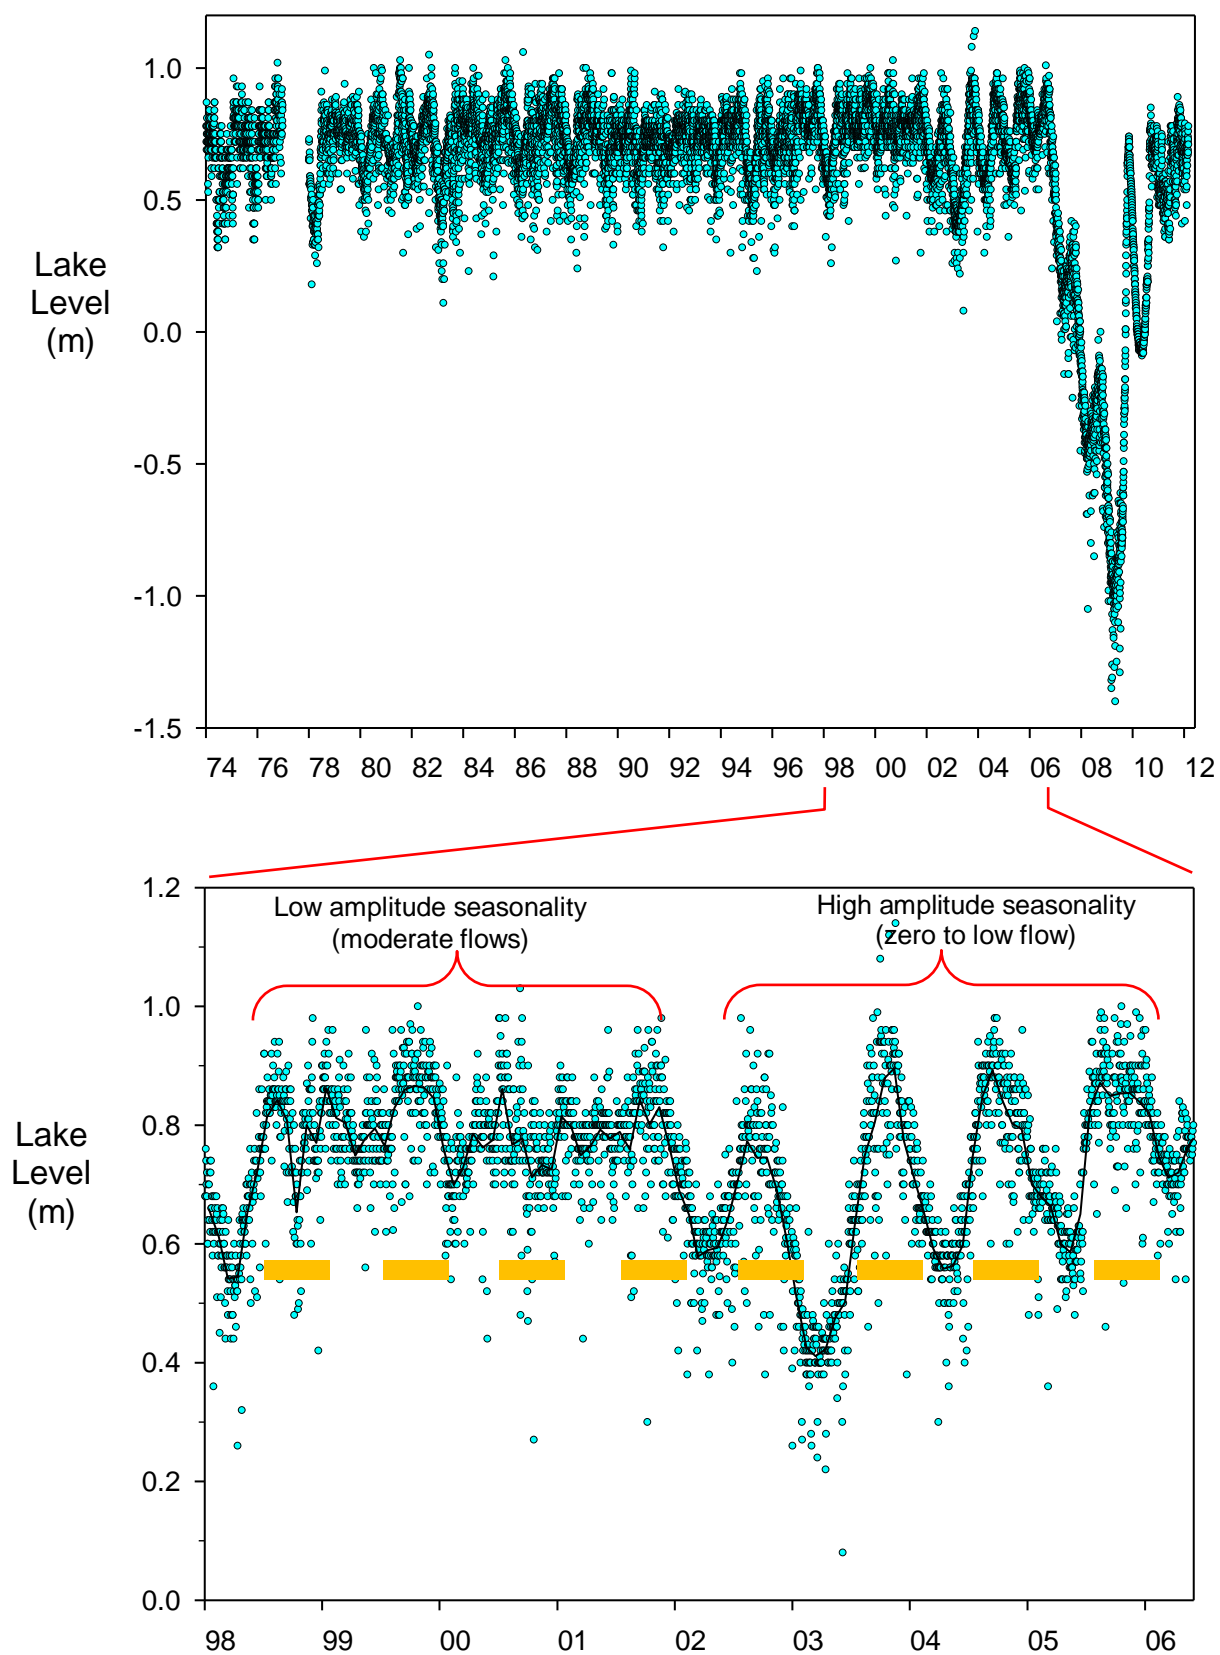 1.0
0.5
Lake
Level
(m)
0.0
-0.5
-1.0
-1.5
74 76 78 80 82 84 86 88 90 92 94 96 98 00 02 04 06 08 10 12
1.2
Low amplitude seasonality
(moderate flows)
High amplitude seasonality
(zero to low flow)
1.0
0.8
Lake
Level
(m)
0.6
0.4
0.2
0.0
98 99 00 01 02 03 04 05 06